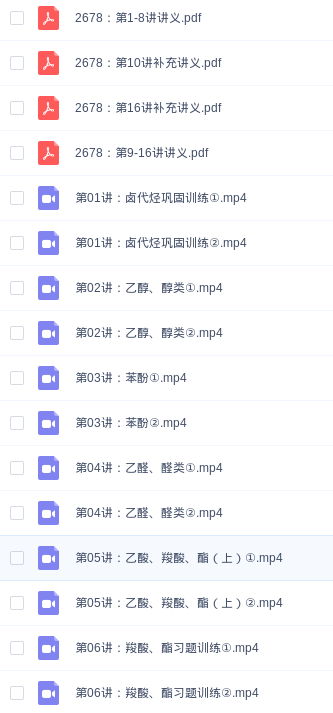 2678：第1-8讲讲义.pdf
2678：第10讲补充讲义.pdf
2678：第16讲补充讲义.pdf
2678：第9-16讲讲义.pdf
第01讲：卤代烃巩固训练①.mp4
第01讲：卤代烃巩固训练②.mp4
第02讲：乙醇、醇类①.mp4
第02讲：乙醇、醇类②.mp4
第03讲：苯酚①.mp4
第03讲：苯酚②.mp4
第04讲：乙醛、醛类①.mp4
第04讲：乙醛、醛类②.mp4
第05讲：乙酸、羧酸、酯（上）①.mp4
第05讲：乙酸、羧酸、酯（上）②.mp4
第06讲：羧酸、酯习题训练①.mp4
第06讲：羧酸、酯习题训练②.mp4